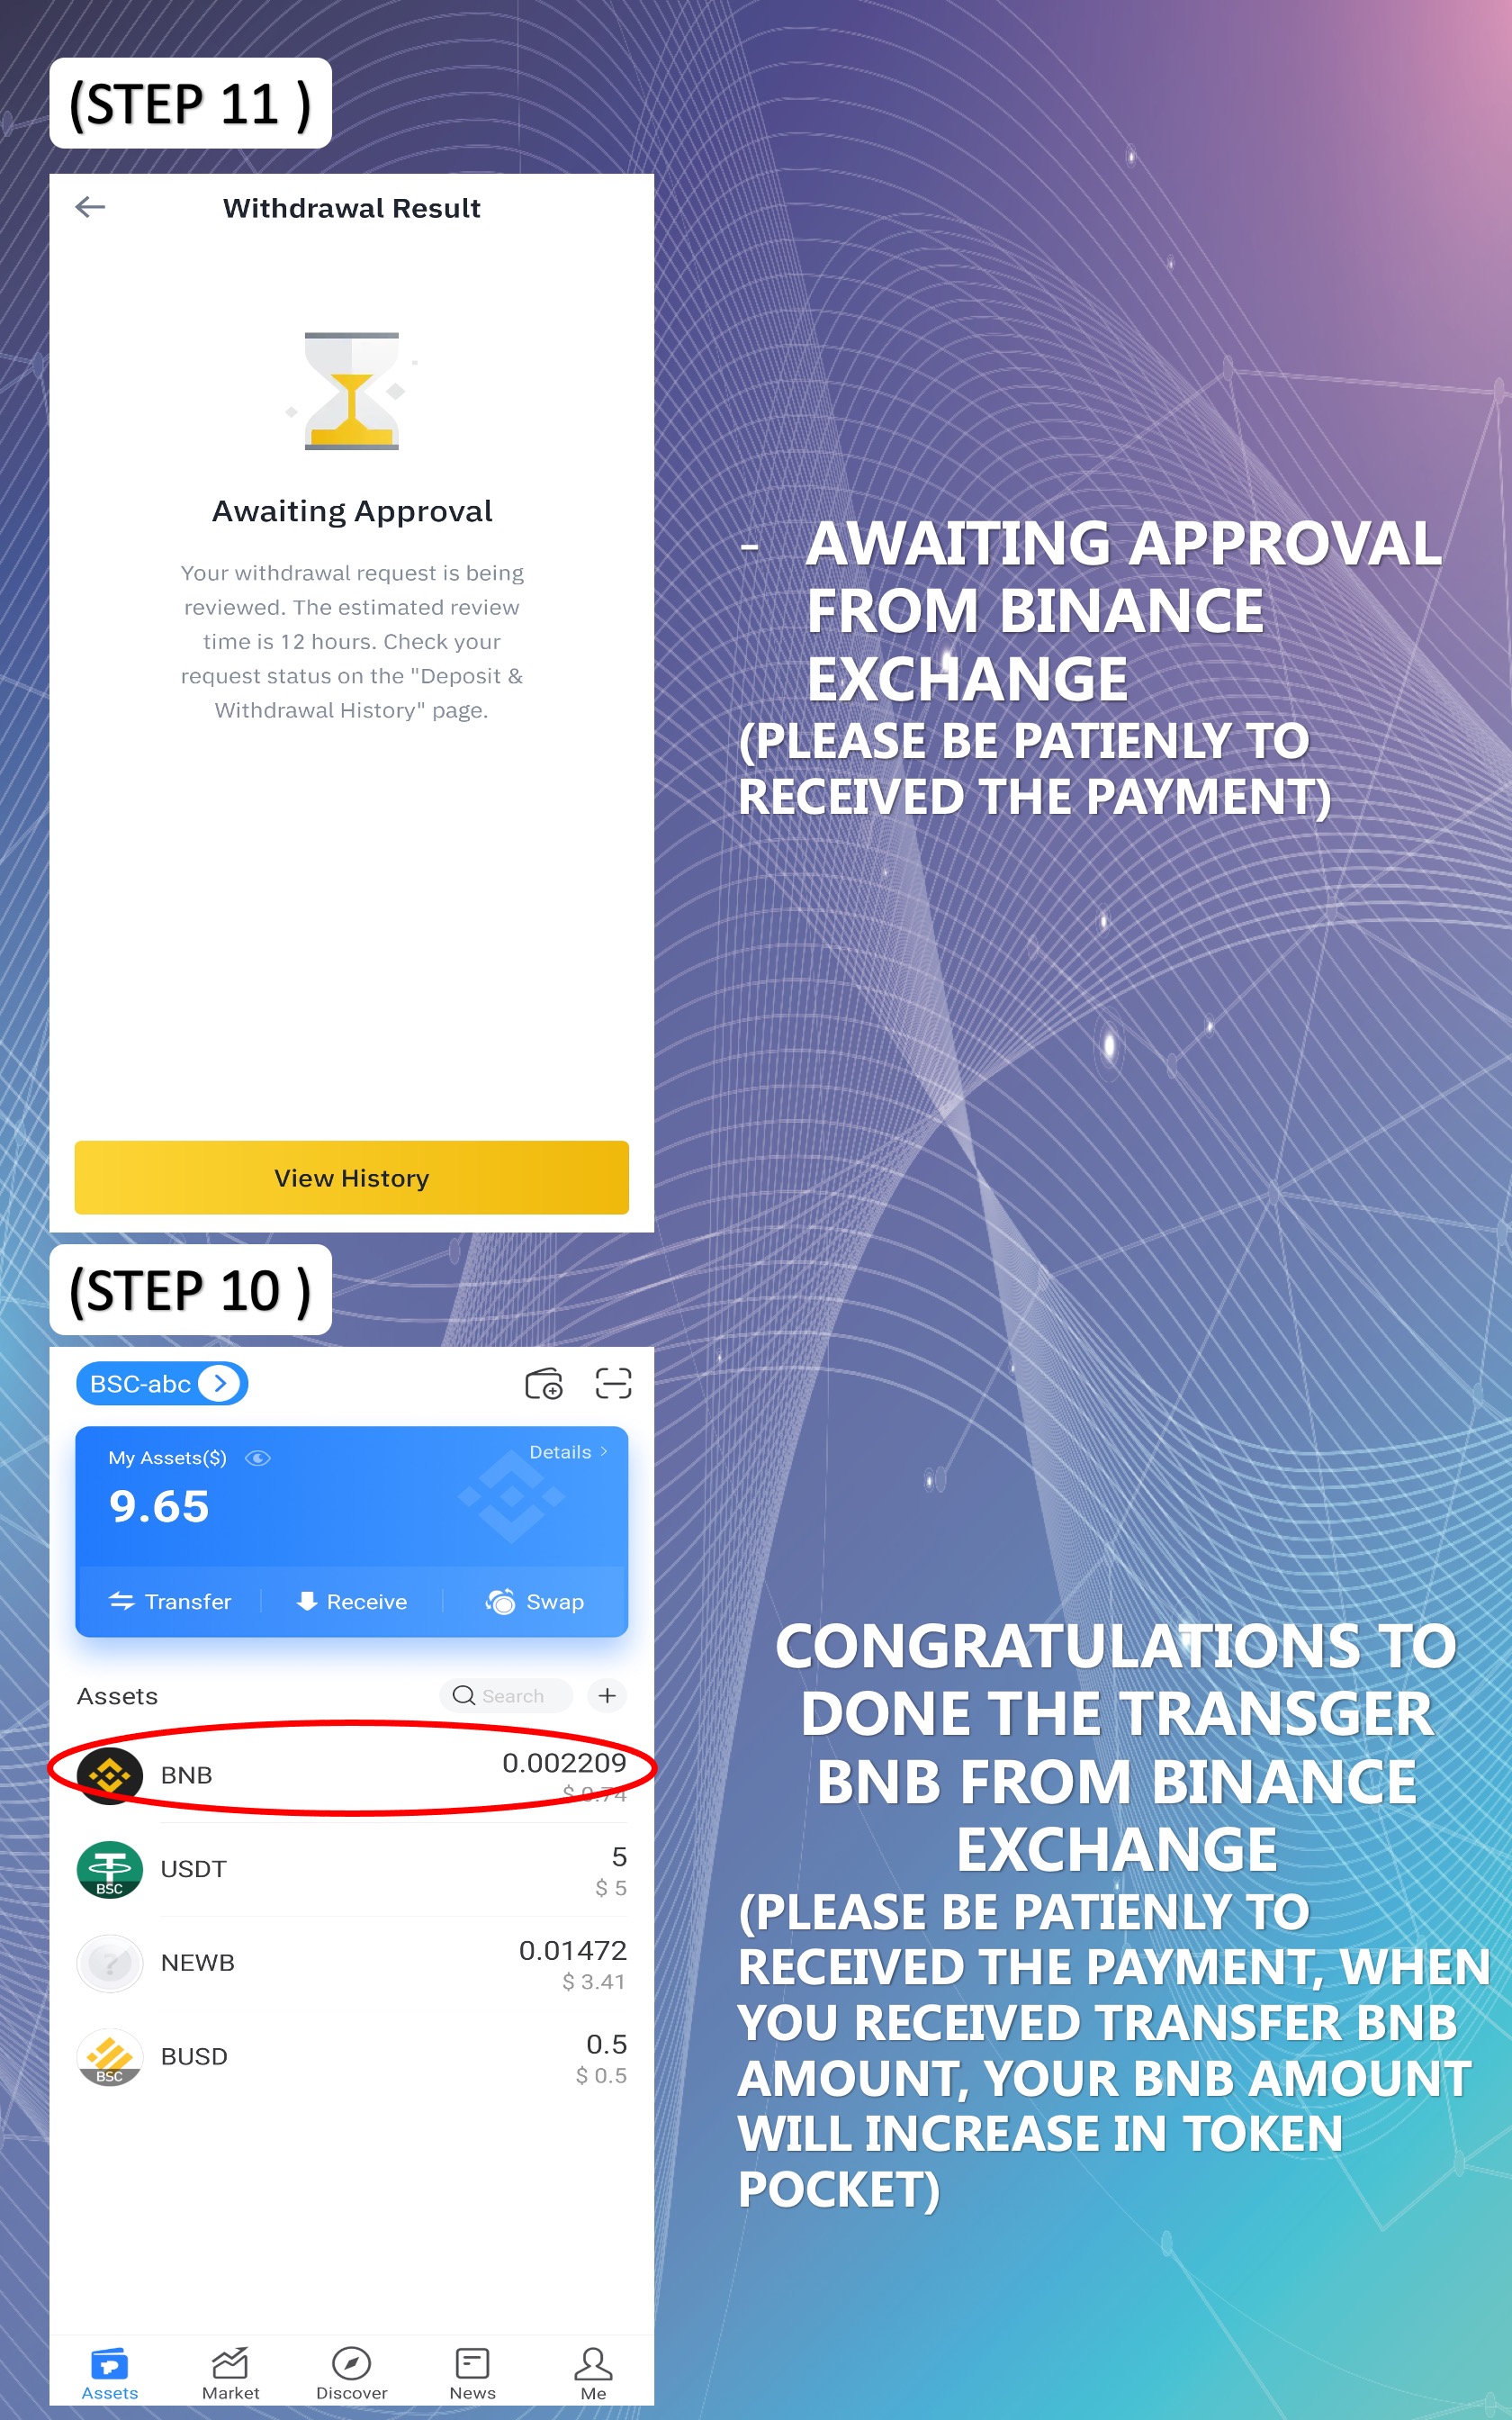 (STEP 11 )
Withdrawal Result
Awaiting Approval
Your withdrawal request is being
reviewed. The estimated review
time is 12 hours. Check your
request status on the "Deposit &
Withdrawal History" page.
View History
- AWAITING APPROVAL
FROM BINANCE
EXCHANGE
(PLEASE BE PATIENLY TO
RECEIVED THE PAYMENT)
(STEP 10 )
BSC-abc
My Assets($)
Details >
9.65
Transfer
Receive
Swap
Assets
Search
BNB
0.002209
$ 0.74
USDT
BSC
5
$ 5
NEWB
?
0.01472
$ 3.41
BUSD
BSC
0.5
$ 0.5
Assets
Market
Discover
News
Me
CONGRATULATIONS TO
DONE THE TRANSGER
BNB FROM BINANCE
EXCHANGE
(PLEASE BE PATIENLY TO
RECEIVED THE PAYMENT, WHEN
YOU RECEIVED TRANSFER BNB
AMOUNT, YOUR BNB AMOUNT
WILL INCREASE IN TOKEN
POCKET)